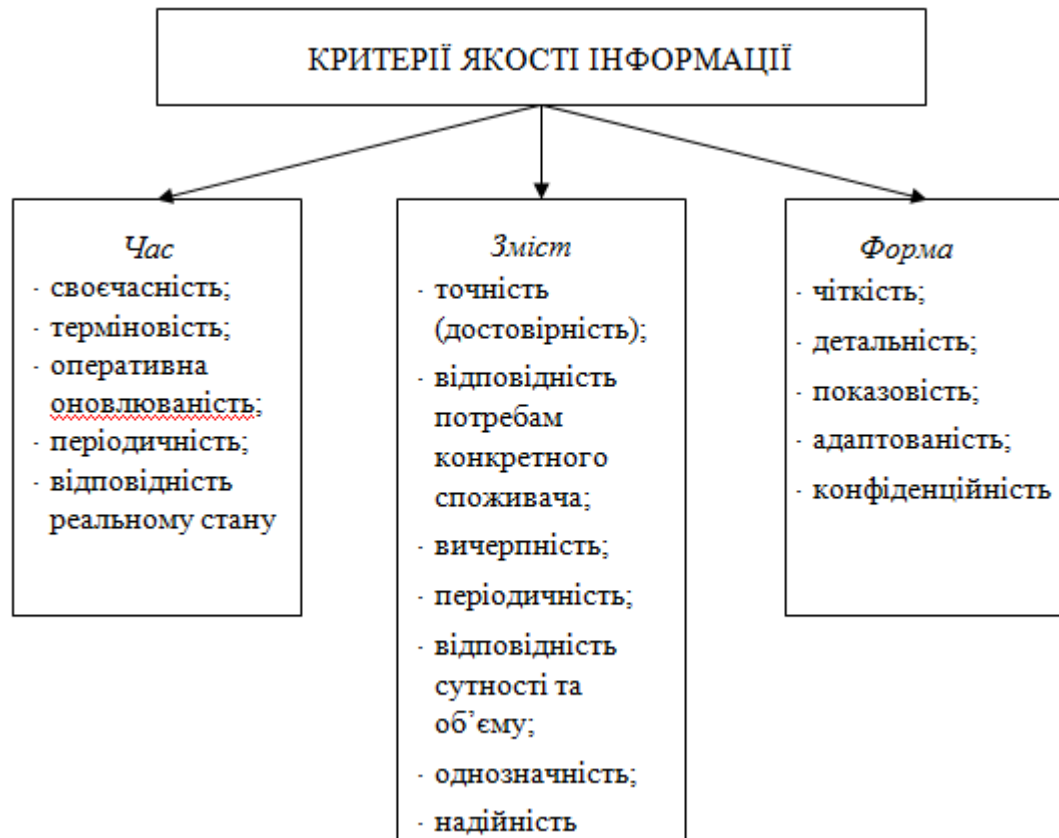 КРИТЕРІЇ ЯКОСТІ ІНФОРМАЦІЇ
Час
- своєчасність;
- терміновість;
- оперативна
оновлюваність;
- періодичність;
- відповідність
реальному стану
Зміст
- точність
(достовірність);
- відповідність
потребам
конкретного
споживача;
- вичерпність;
- періодичність;
- відповідність
сутності та
об’єму;
- однозначність;
- надійність
Форма
- чіткість;
- детальність;
- показовість;
- адаптованість;
- конфіденційність